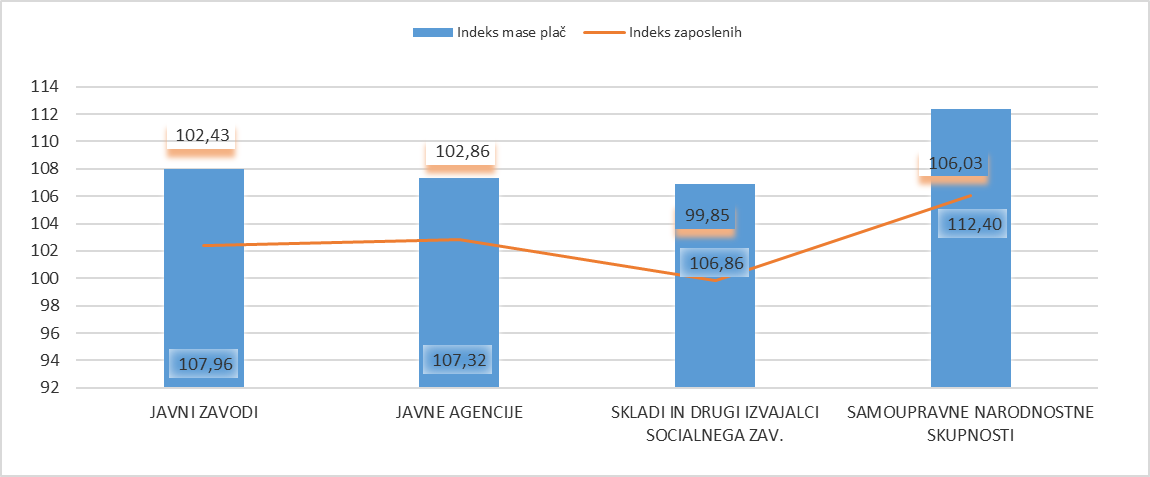 Indeks mase plač Indeks zaposlenih
114
112
110
108
106
104
102
100
98
96
94
92
102,43
102,86
99,85
106,03
107,96
107,32
106,86
112,40
JAVNI ZAVODI
JAVNE AGENCIJE
SKLADI IN DRUGI IZVAJALCI
SOCIALNEGA ZAV.
SAMOUPRAVNE NARODNOSTNE
SKUPNOSTI